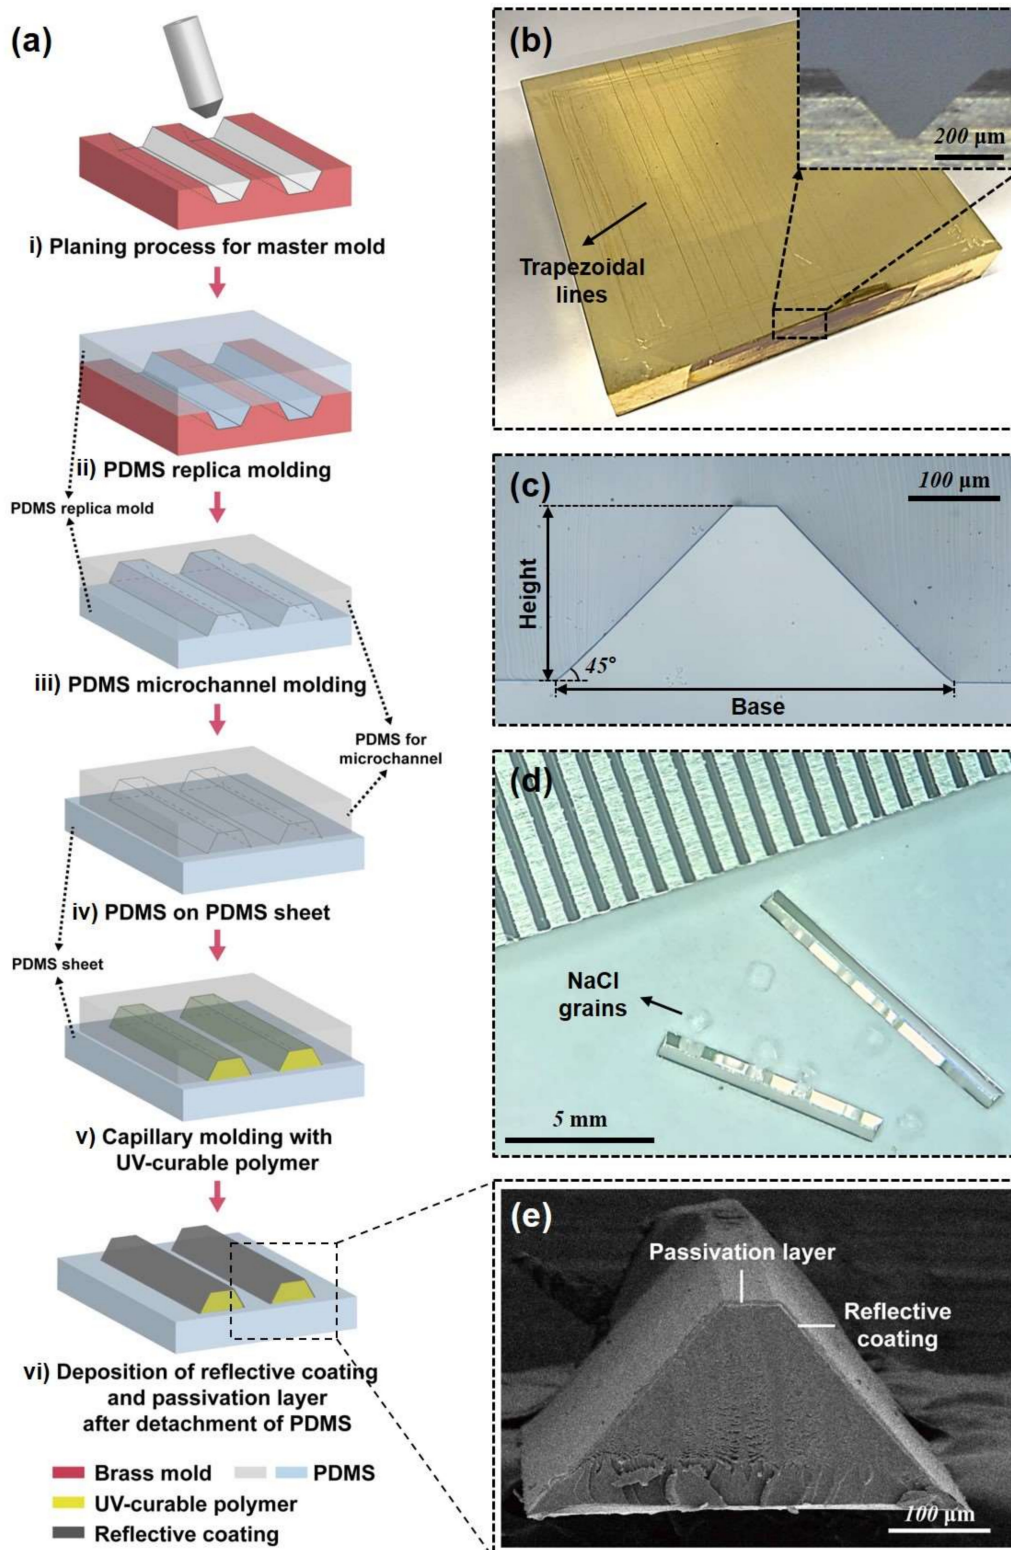 (a)
i) Planing process for master mold
ii) PDMS replica molding
PDMS replica mold
iii) PDMS microchannel molding
PDMS for
microchannel
iv) PDMS on PDMS sheet
PDMS sheet
v) Capillary molding with
UV-curable polymer
vi) Deposition of reflective coating
and passivation layer
after detachment of PDMS
Brass mold
PDMS
UV-curable polymer
Reflective coating
(b)
200 µm
Trapezoidal
lines
(c)
100 µm
Height
45°
Base
(d)
NaCl
grains
5 mm
(e)
Passivation layer
Reflective
coating
100 µm